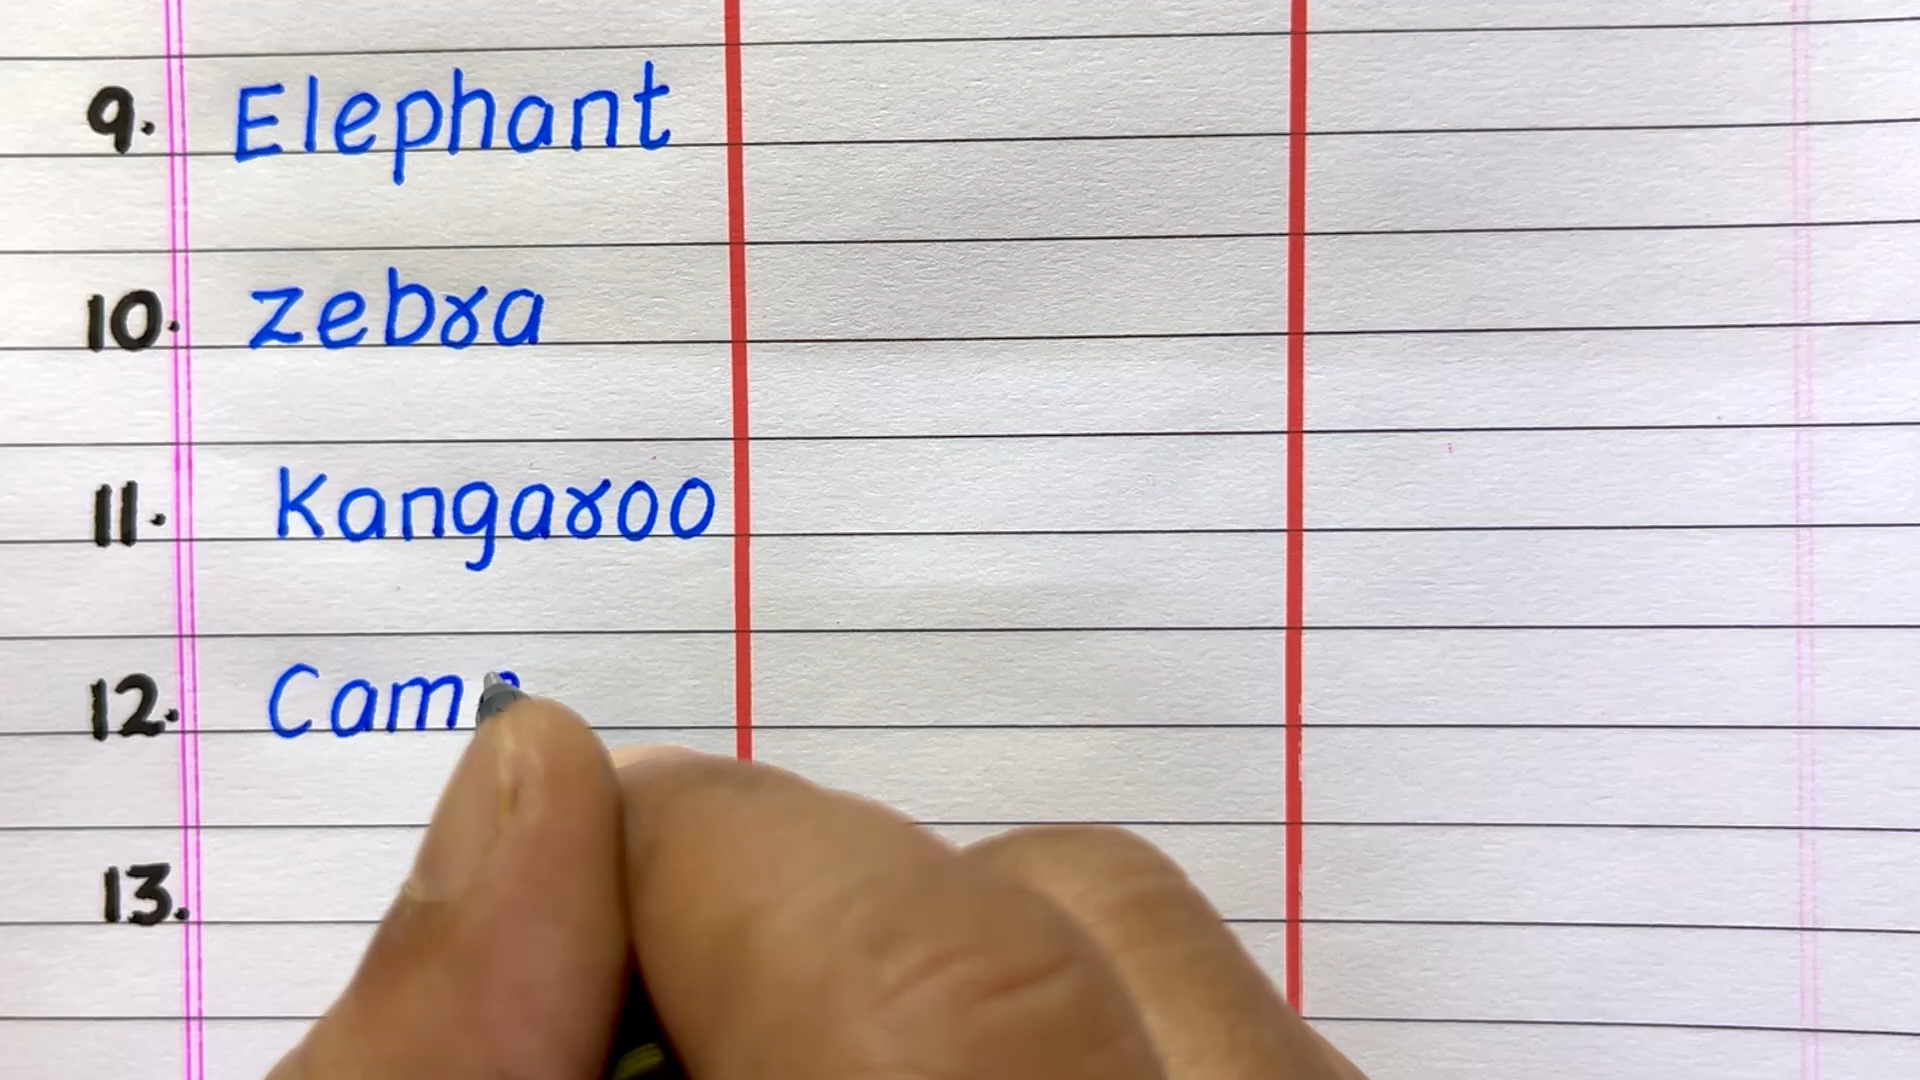 9. Elephant
10. zebra
11. Kangaroo
12. Cam
13.